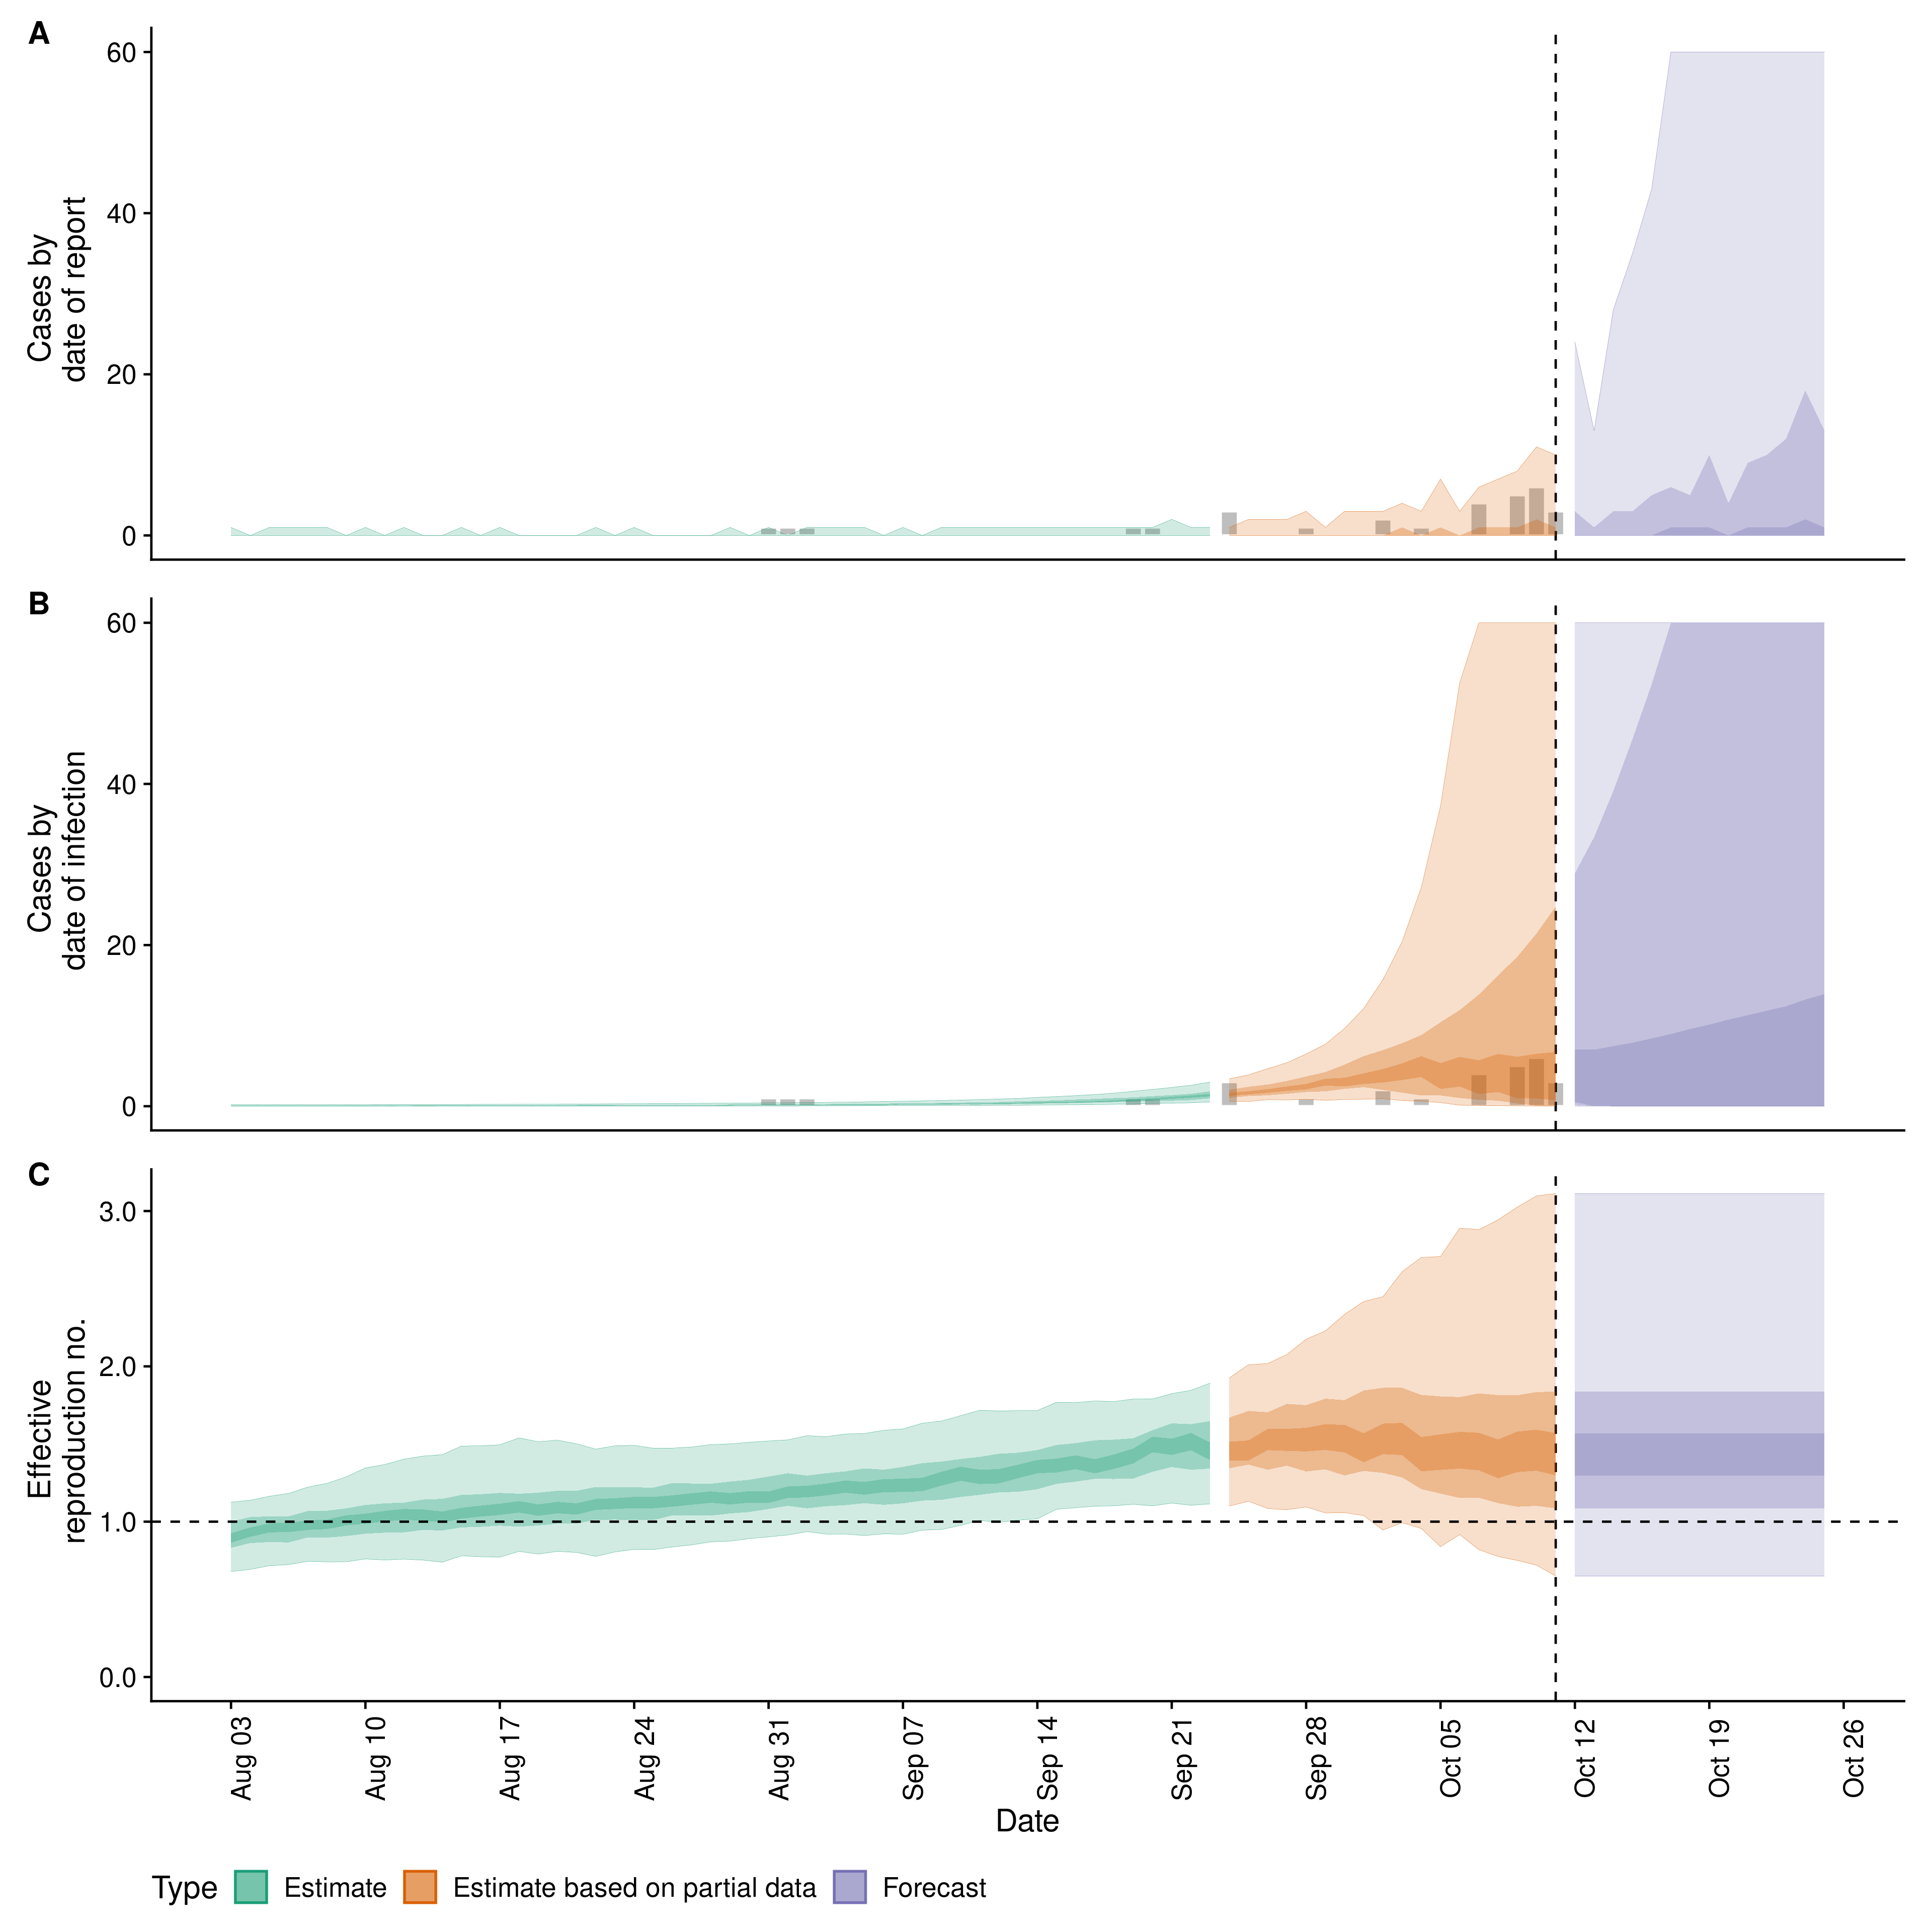 A
60
40
20
0
Cases by
date of report
B
60
40
20
0
Cases by
date of infection
C
3.0
2.0
1.0
0.0
Effective
reproduction no.
Aug 03
Aug 10
Aug 17
Aug 24
Aug 31
Sep 07
Sep 14
Sep 21
Sep 28
Oct 05
Oct 12
Oct 19
Oct 26
Date
Type Estimate Estimate based on partial data Forecast